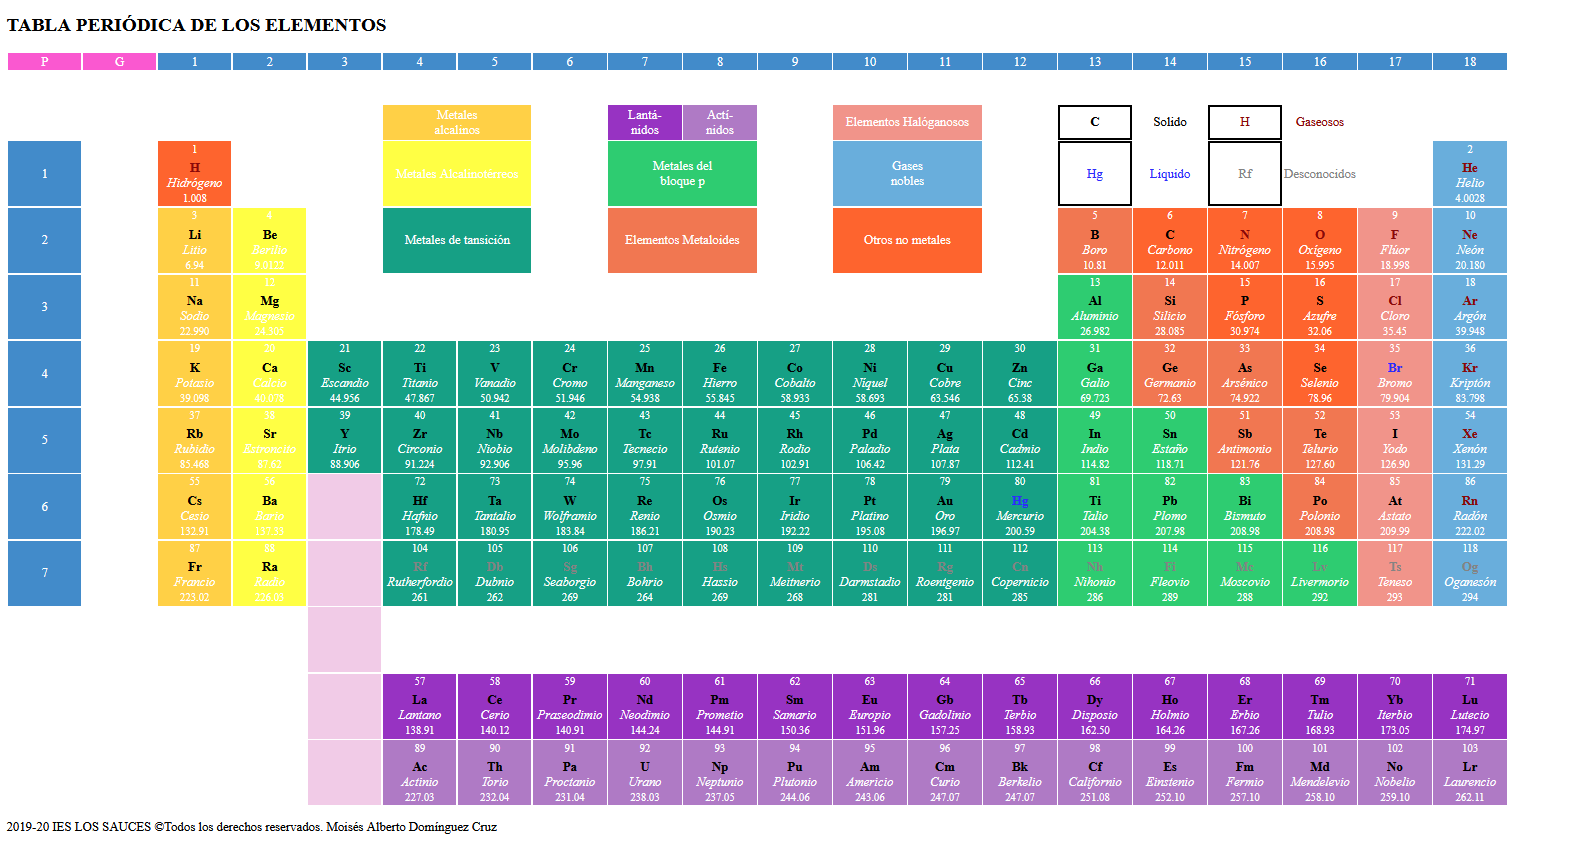 TABLA PERIÓDICA DE LOS ELEMENTOS
P G 1 2 3 4 5 6 7 8 9 10 11 12 13 14 15 16 17 18
Metales Lantá- Actí-
alcalinos nidos nidos Elementos Halóganosos C Solido H Gaseosos
1 Metales Alcalinotérreos Metales del Gases Hg Liquido Rf Desconocidos 2
1 H bloque p nobles He
Hidrógeno Helio
1.008 4.0028
3 4 5 6 7 8 9 10
2 Li Be Metales de tansición Elementos Metaloides Otros no metales B C N O F Ne
Litio Berilio Boro Carbono Nitrógeno Oxígeno Flúor Neón
6.94 9.0122 10.81 12.011 14.007 15.995 18.998 20.180
11 12 13 14 15 16 17 18
3 Na Mg Al Si P S Cl Ar
Sodio Magnesio Aluminio Silicio Fósforo Azufre Cloro Argón
22.990 24.305 26.982 28.085 30.974 32.06 35.45 39.948
19 20 21 22 23 24 25 26 27 28 29 30 31 32 33 34 35 36
4 K Ca Sc Ti V Cr Mn Fe Co Ni Cu Zn Ga Ge As Se Br Kr
Potasio Calcio Escandio Titanio Vanadio Cromo Manganeso Hierro Cobalto Níquel Cobre Cinc Galio Germanio Arsénico Selenio Bromo Kriptón
39.098 40.078 44.956 47.867 50.942 51.946 54.938 55.845 58.933 58.693 63.546 65.38 69.723 72.63 74.922 78.96 79.904 83.798
37 38 39 40 41 42 43 44 45 46 47 48 49 50 51 52 53 54
5 Rb Sr Y Zr Nb Mo Tc Ru Rh Pd Ag Cd In Sn Sb Te I Xe
Rubidio Estroncio Itrio Circonio Niobio Molibdeno Tecnecio Rutenio Rodio Paladio Plata Cadmio Indio Estaño Antimonio Telurio Yodo Xenón
85.468 87.62 88.906 91.224 92.906 95.96 97.91 101.07 102.91 106.42 107.87 112.41 114.82 118.71 121.76 127.60 126.90 131.29
55 56 72 73 74 75 76 77 78 79 80 81 82 83 84 85 86
6 Cs Ba Hf Ta W Re Os Ir Pt Au Hg Ti Pb Bi Po At Rn
Cesio Bario Hafnio Tantalio Wolframio Renio Osmio Iridio Platino Oro Mercurio Talio Plomo Bismuto Polonio Astato Radón
132.91 137.33 178.49 180.95 183.84 186.21 190.23 192.22 195.08 196.97 200.59 204.38 207.98 208.98 208.98 209.99 222.02
87 88 104 105 106 107 108 109 110 111 112 113 114 115 116 117 118
7 Fr Ra Rf Db Sg Bh Hs Mt Ds Rg Cn Nh Fi Mc Lv Ts Og
Francio Radio Rutherfordio Dubnio Seaborgio Bohrio Hassio Meitnerio Darmstadio Roentgenio Copernicio Nihonio Fleovio Moscovio Livermorio Teneso Oganesón
223.02 226.03 261 262 269 264 269 268 281 281 285 286 289 288 292 293 294
57 58 59 60 61 62 63 64 65 66 67 68 69 70 71
La Ce Pr Nd Pm Sm Eu Gb Tb Dy Ho Er Tm Yb Lu
Lantano Cerio Praseodimio Neodimio Prometio Samario Europio Gadolinio Terbio Disposio Holmio Erbio Tulio Iterbio Lutecio
138.91 140.12 140.91 144.24 144.91 150.36 151.96 157.25 158.93 162.50 164.26 167.26 168.93 173.05 174.97
89 90 91 92 93 94 95 96 97 98 99 100 101 102 103
Ac Th Pa U Np Pu Am Cm Bk Cf Es Fm Md No Lr
Actinio Torio Proctanio Urano Neptunio Plutonio Americio Curio Berkelio Californio Einstenio Fermio Mendelevio Nobelio Laurencio
227.03 232.04 231.04 238.03 237.05 244.06 243.06 247.07 247.07 251.08 252.10 257.10 258.10 259.10 262.11
2019-20 IES LOS SAUCES ©Todos los derechos reservados. Moisés Alberto Domínguez Cruz